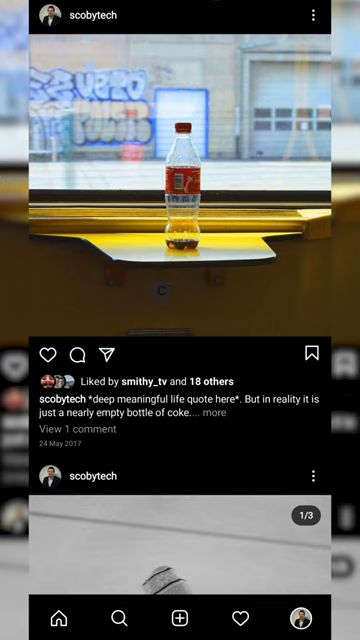 scobytech
C
Liked by smithy_tv and 18 others
scobytech *deep meaningful life quote here*. But in reality it is
just a nearly empty bottle of coke.... more
View 1 comment
24 May 2017
scobytech
1/3